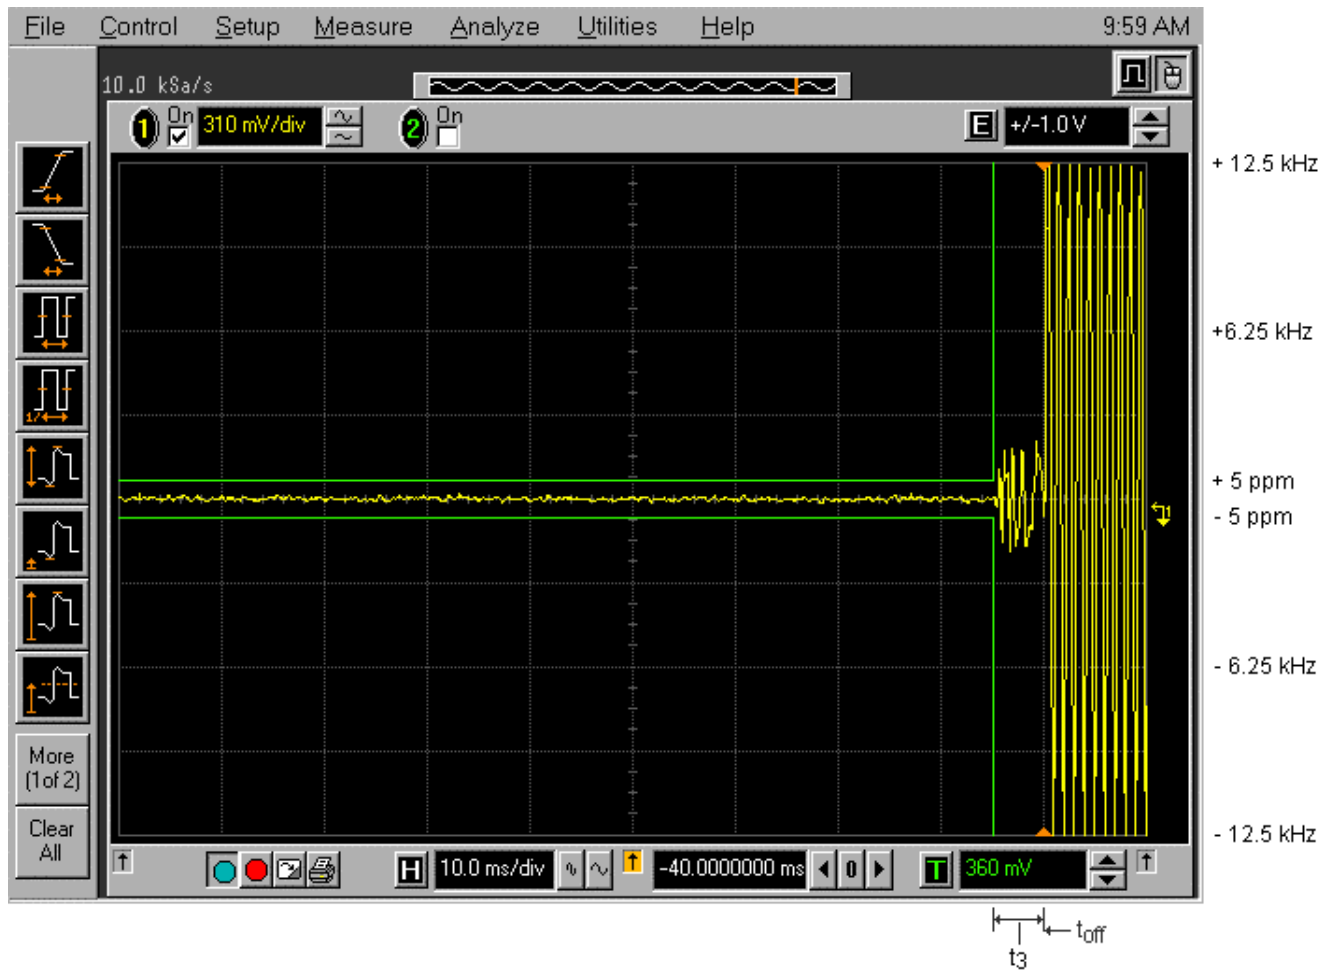 File Control Setup Measure Analyze Utilities Help 9:59 AM
10.0 kSa/s
1 On 310 mV/div 2 On E +/-1.0 V
+ 12.5 kHz
+6.25 kHz
+ 5 ppm
- 5 ppm
- 6.25 kHz
- 12.5 kHz
1/
More
(1of 2)
Clear
All
H 10.0 ms/div -40.0000000 ms 0 T 360 mV
toff
t3